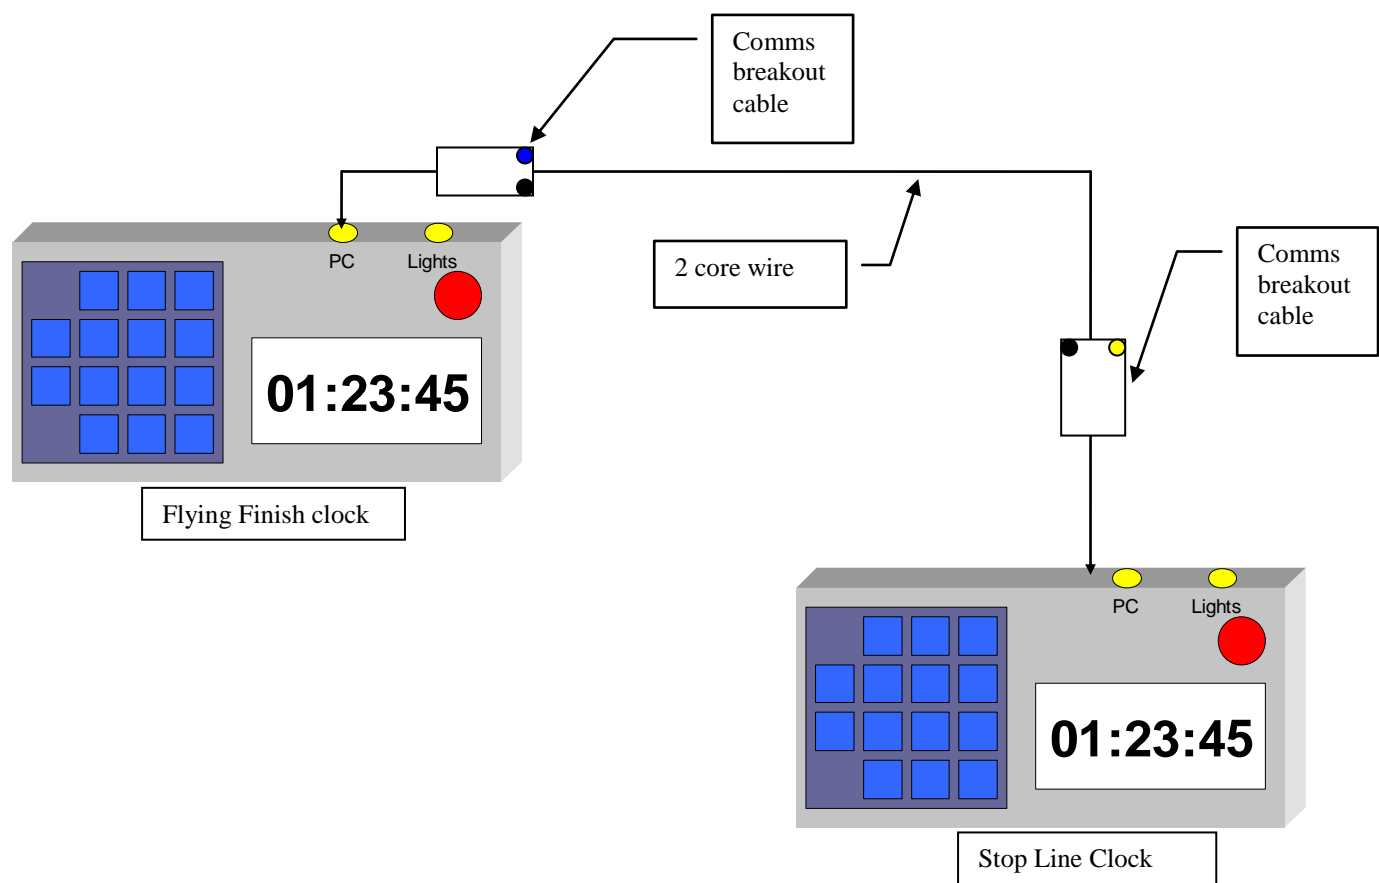 Comms
breakout
cable
2 core wire
Comms
breakout
cable
PC
Lights
01:23:45
Flying Finish clock
PC
Lights
01:23:45
Stop Line Clock